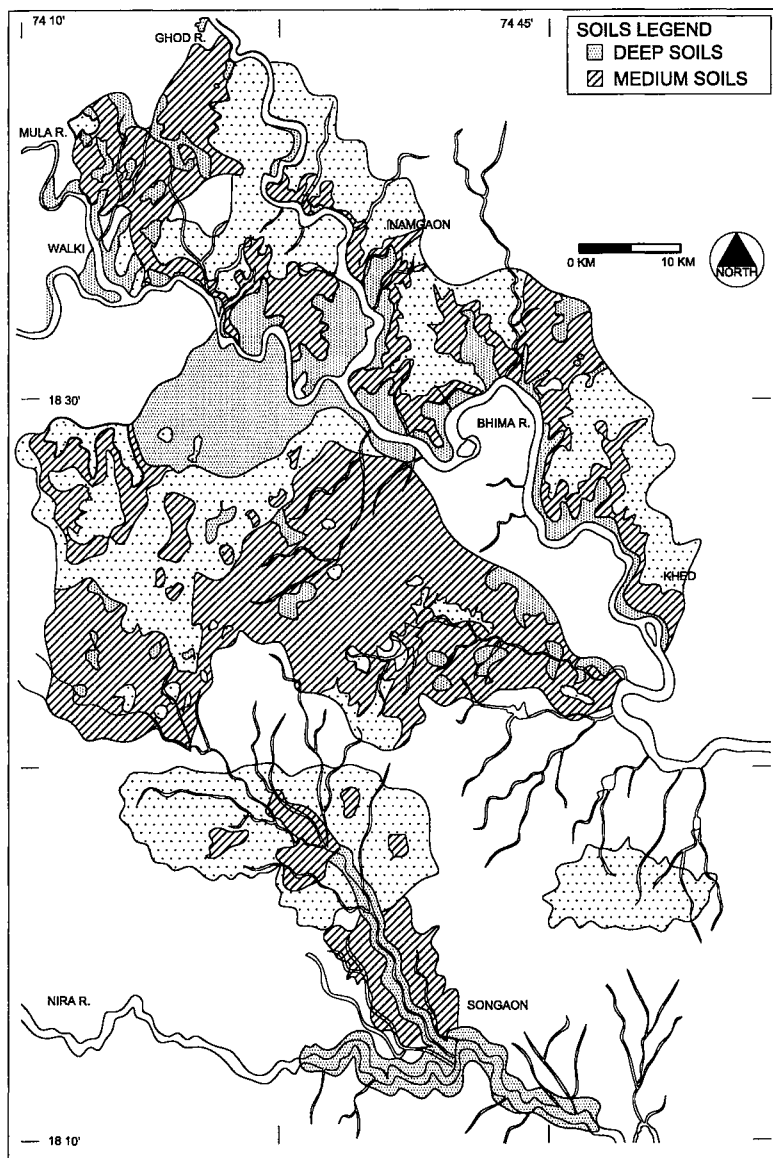 74 10'
74 45'
SOILS LEGEND
DEEP SOILS
MEDIUM SOILS
GHOD R.
MULA R.
WALKI
INAMGAON
0 KM
10 KM
NORTH
18 30'
BHIMA R.
KHED
NIRA R.
SONGAON
18 10'